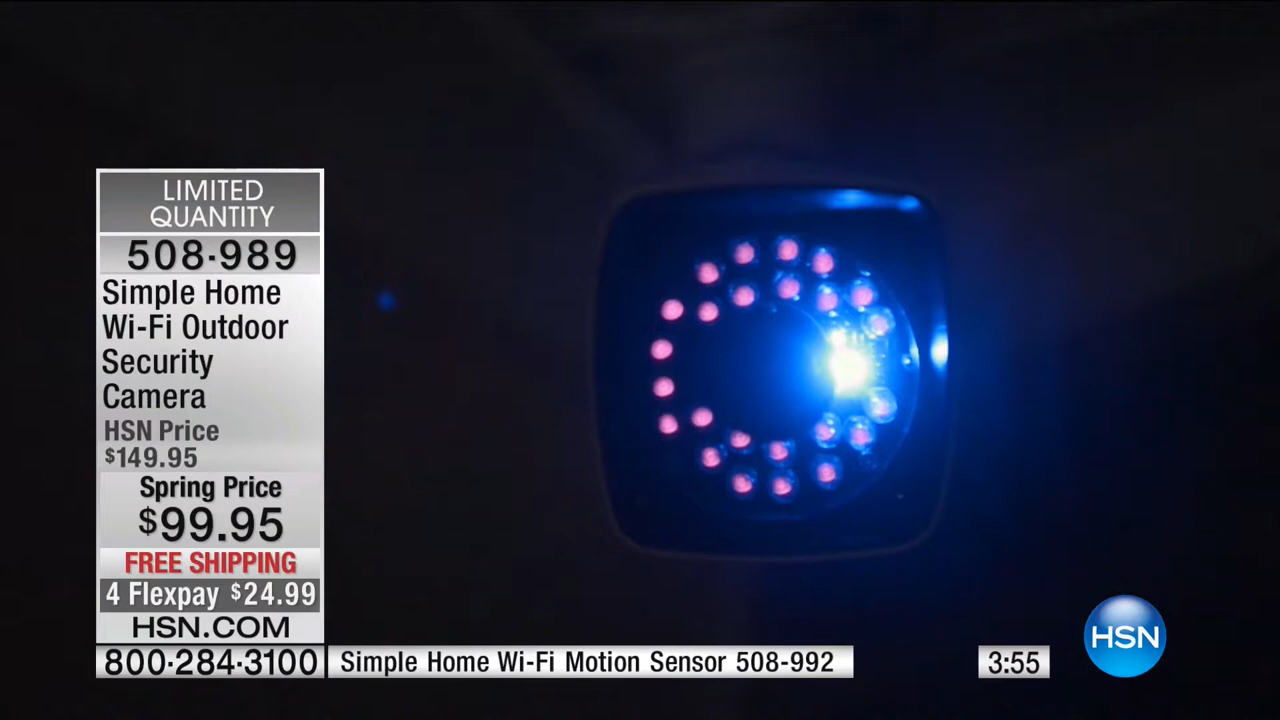 LIMITED
QUANTITY
508·989
Simple Home
Wi-Fi Outdoor
Security
Camera
HSN Price
$149.95
Spring Price
$99.95
FREE SHIPPING
4 Flexpay $24.99
HSN.COM
800·284·3100
Simple Home Wi-Fi Motion Sensor 508-992
3:55
HSN